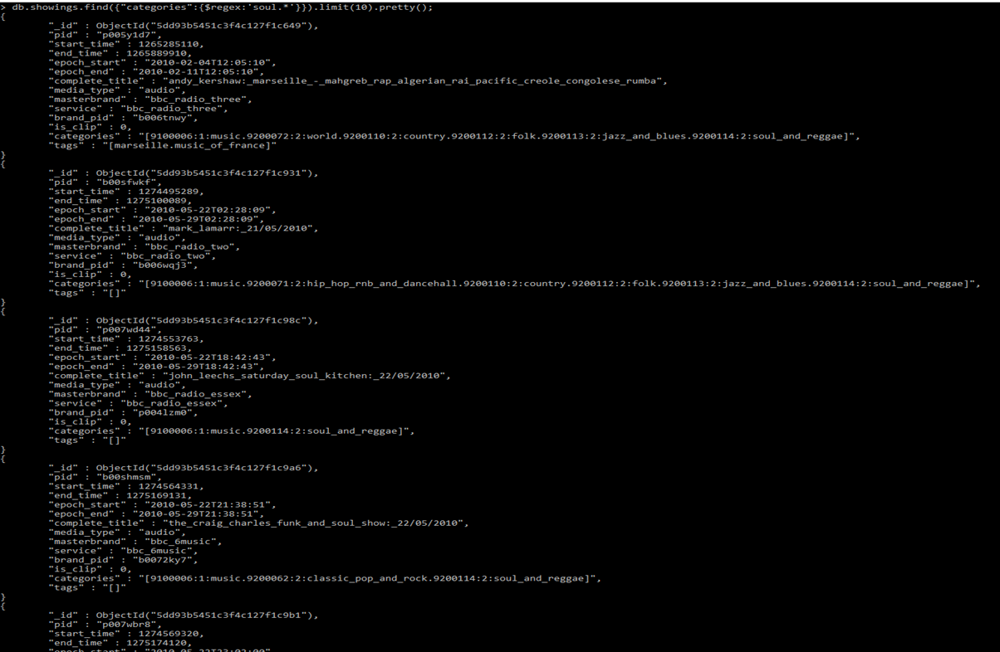 > db.showings.find({"categories":{$regex:'soul.*'}}).limit(10).pretty();
{
"_id" : ObjectId("5dd93b5451c3f4c127f1c649"),
"pid" : "p005y1d7",
"start_time" : 1265285110,
"end_time" : 1265889910,
"epoch_start" : "2010-02-04T12:05:10",
"epoch_end" : "2010-02-11T12:05:10",
"complete_title" : "andy_kershaw:_marseille_-_mahgreb_rap_algerian_rai_pacific_creole_congolese_rumba",
"media_type" : "audio",
"masterbrand" : "bbc_radio_three",
"service" : "bbc_radio_three",
"brand_pid" : "b006tnwy",
"is_clip" : 0,
"categories" : "[9100006:1:music.9200072:2:world.9200110:2:country.9200112:2:folk.9200113:2:jazz_and_blues.9200114:2:soul_and_reggae]",
"tags" : "[marseille.music_of_france]"
}
{
"_id" : ObjectId("5dd93b5451c3f4c127f1c931"),
"pid" : "b00sfwkf",
"start_time" : 1274495289,
"end_time" : 1275100089,
"epoch_start" : "2010-05-22T02:28:09",
"epoch_end" : "2010-05-29T02:28:09",
"complete_title" : "mark_lamarr:_21/05/2010",
"media_type" : "audio",
"masterbrand" : "bbc_radio_two",
"service" : "bbc_radio_two",
"brand_pid" : "b006wqj3",
"is_clip" : 0,
"categories" : "[9100006:1:music.9200071:2:hip_hop_rnb_and_dancehall.9200110:2:country.9200112:2:folk.9200113:2:jazz_and_blues.9200114:2:soul_and_reggae]",
"tags" : "[]"
}
{
"_id" : ObjectId("5dd93b5451c3f4c127f1c98c"),
"pid" : "p007wd44",
"start_time" : 1274553763,
"end_time" : 1275158563,
"epoch_start" : "2010-05-22T18:42:43",
"epoch_end" : "2010-05-29T18:42:43",
"complete_title" : "john_leechs_saturday_soul_kitchen:_22/05/2010",
"media_type" : "audio",
"masterbrand" : "bbc_radio_essex",
"service" : "bbc_radio_essex",
"brand_pid" : "p004lzm0",
"is_clip" : 0,
"categories" : "[9100006:1:music.9200114:2:soul_and_reggae]",
"tags" : "[]"
}
{
"_id" : ObjectId("5dd93b5451c3f4c127f1c9a6"),
"pid" : "b00shmsm",
"start_time" : 1274564331,
"end_time" : 1275169131,
"epoch_start" : "2010-05-22T21:38:51",
"epoch_end" : "2010-05-29T21:38:51",
"complete_title" : "the_craig_charles_funk_and_soul_show:_22/05/2010",
"media_type" : "audio",
"masterbrand" : "bbc_6music",
"service" : "bbc_6music",
"brand_pid" : "b0072ky7",
"is_clip" : 0,
"categories" : "[9100006:1:music.9200062:2:classic_pop_and_rock.9200114:2:soul_and_reggae]",
"tags" : "[]"
}
{
"_id" : ObjectId("5dd93b5451c3f4c127f1c9b1"),
"pid" : "p007wbr8",
"start_time" : 1274569320,
"end_time" : 1275174120,